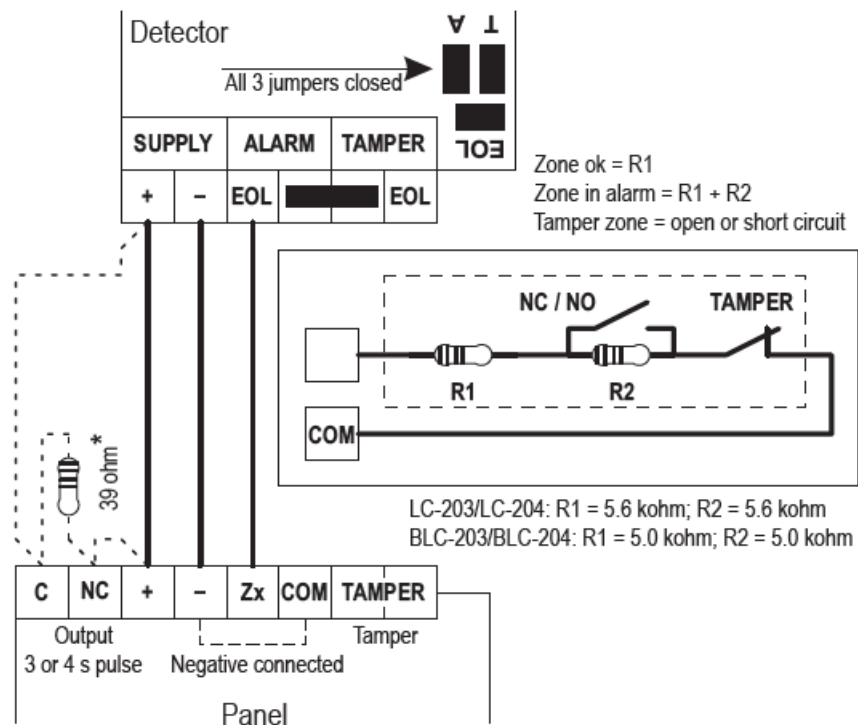 Detector
A T
All 3 jumpers closed
EOL
SUPPLY ALARM TAMPER
+ – EOL EOL
Zone ok = R1
Zone in alarm = R1 + R2
Tamper zone = open or short circuit
NC / NO TAMPER
R1 R2
COM
39 ohm *
LC-203/LC-204: R1 = 5.6 kohm; R2 = 5.6 kohm
BLC-203/BLC-204: R1 = 5.0 kohm; R2 = 5.0 kohm
C NC + – Zx COM TAMPER
Output Tamper
3 or 4 s pulse Negative connected
Panel